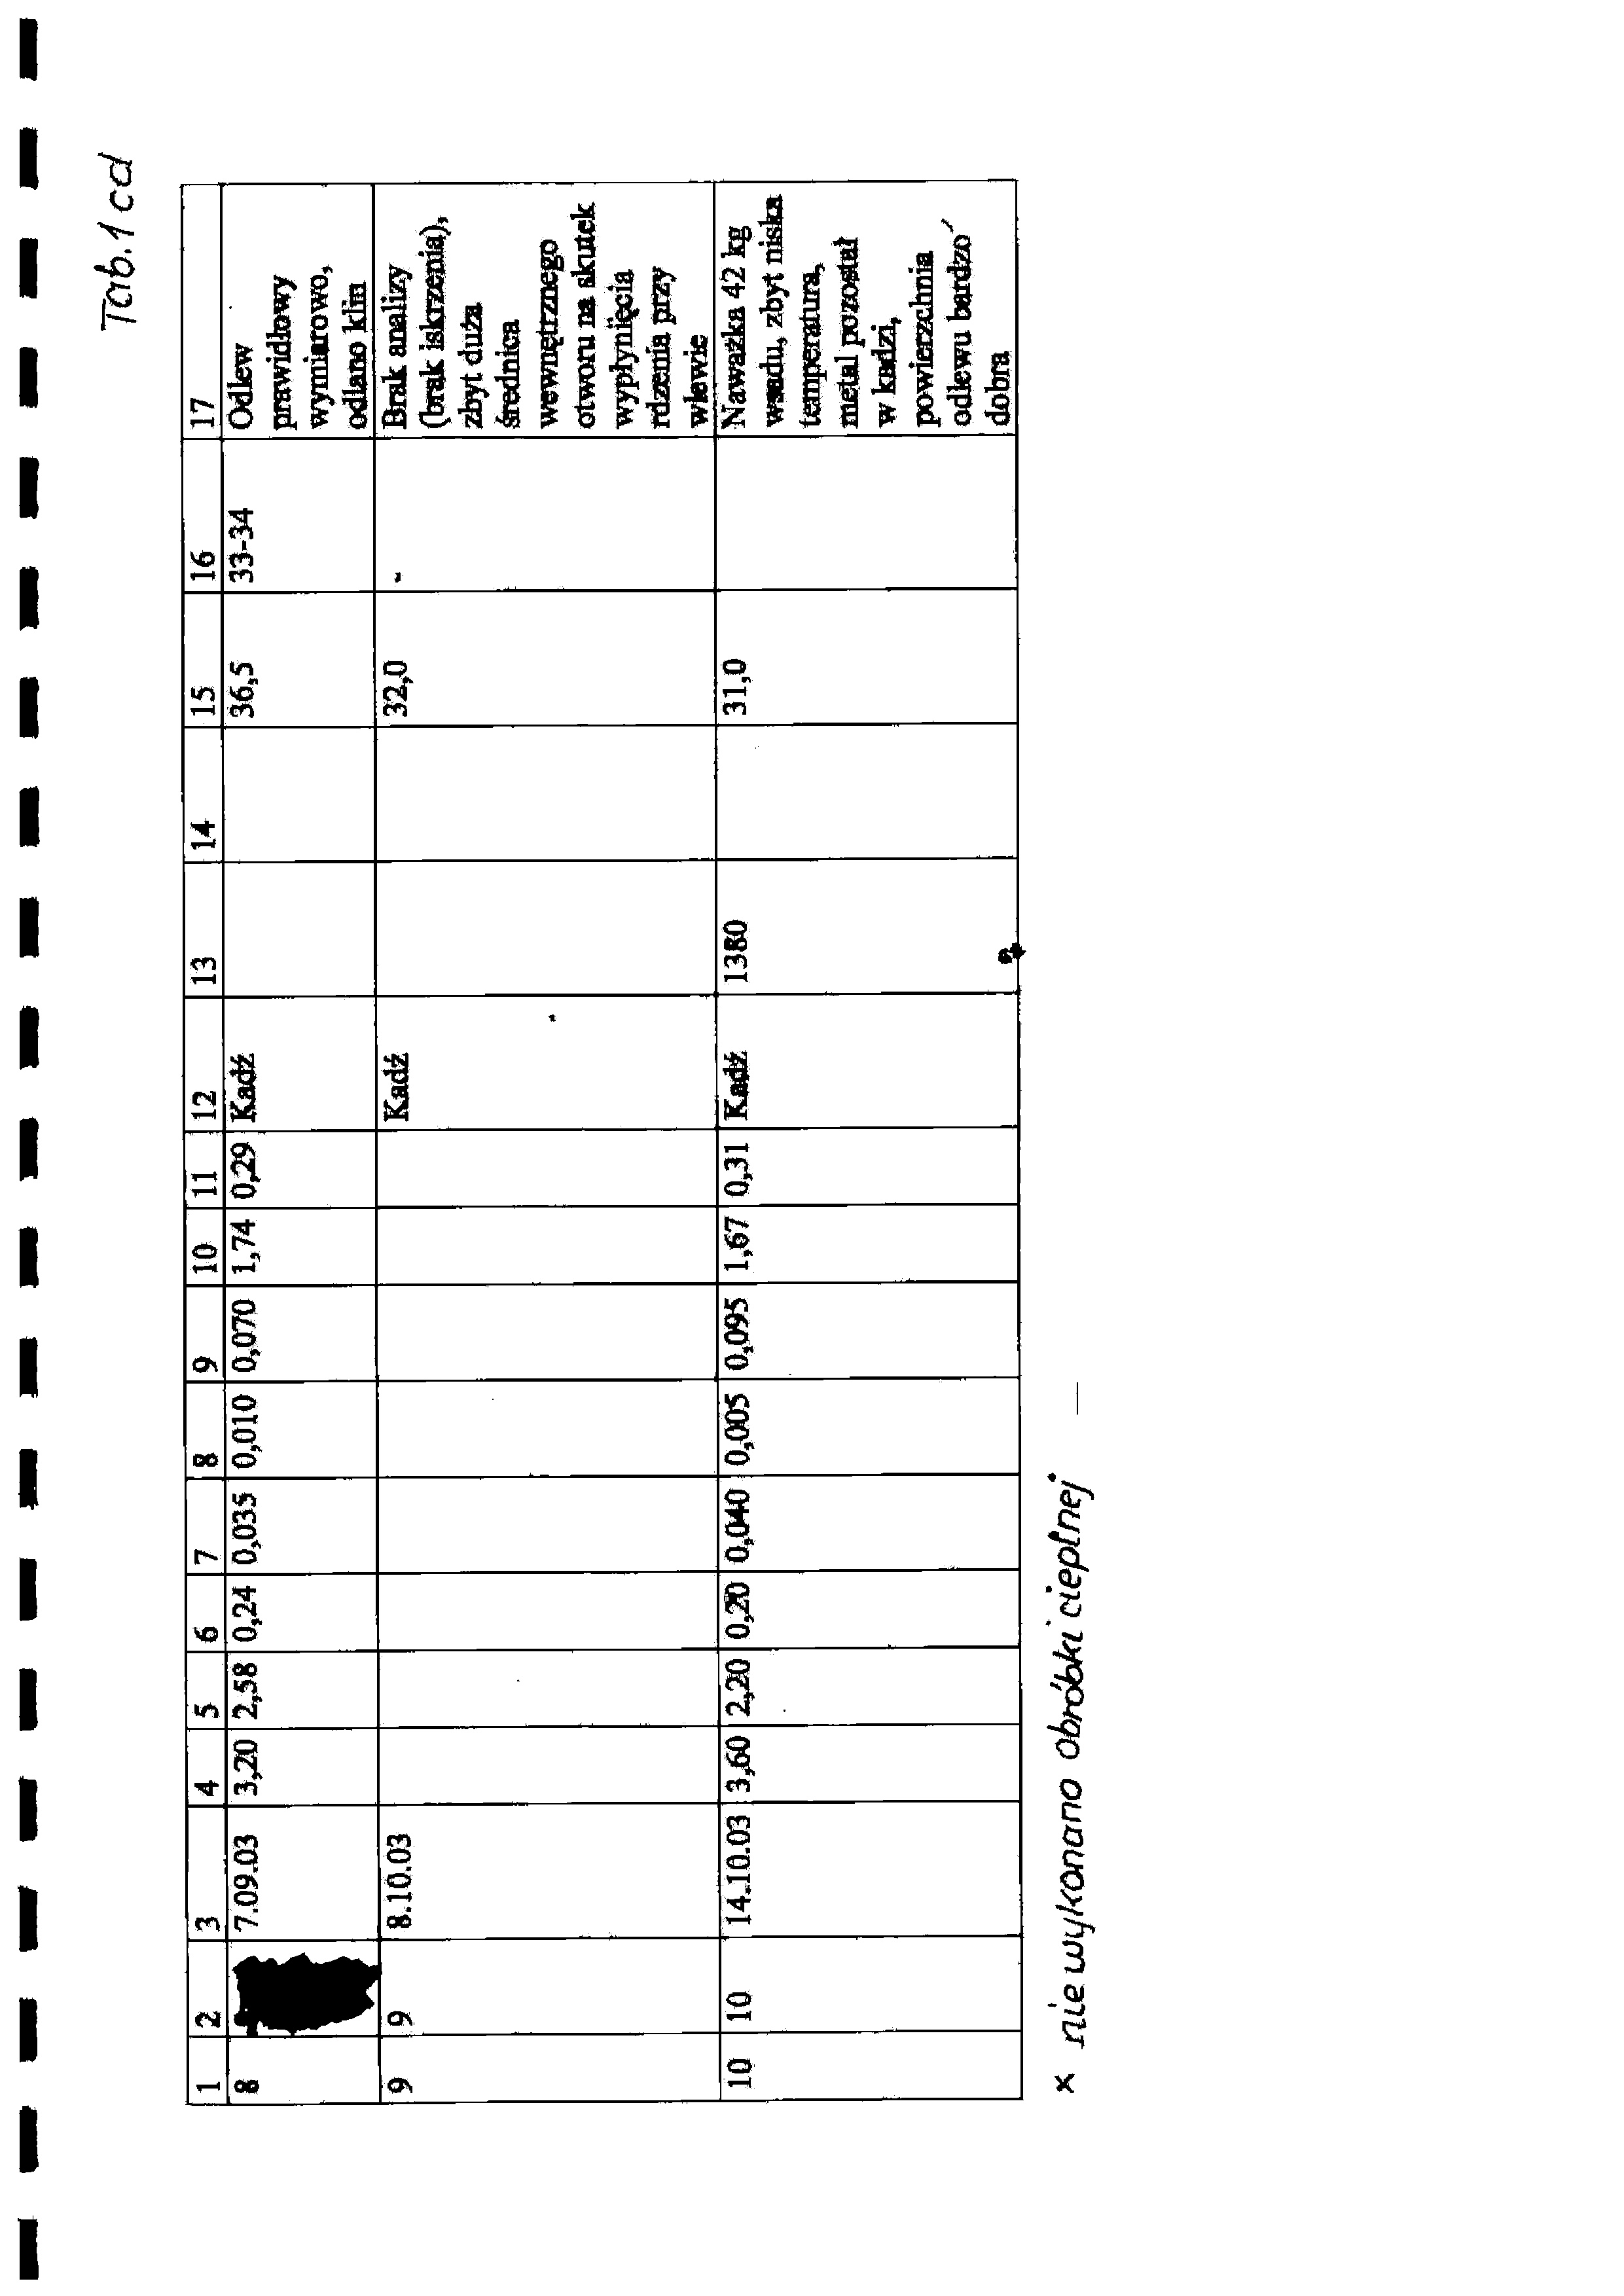 Tab.1 cd
1 2 3 4 5 6 7 8 9 10 11 12 13 14 15 16 17
8 7.09.03 3,20 2,58 0,24 0,035 0,010 0,070 1,74 0,29 Kadź 36,5 33-34 Odlew
prawidłowy
wymiarowo,
odlano klin
9 9 8.10.03 Kadź 32,0 - Brak analizy
(brak iskrzenia),
zbyt duża
średnica
wewnętrznego
otworu na skutek
wypłynięcia
rdzenia przy
wlewie
10 10 14.10.03 3,60 2,20 0,20 0,040 0,005 0,095 1,67 0,31 Kadź 1380 31,0 Naważka 42 kg
wsadu, zbyt niska
temperatura,
metal pozostał
w kadzi,
powierzchnia
odlewu bardzo
dobra
x nie wykonano obróbki cieplnej